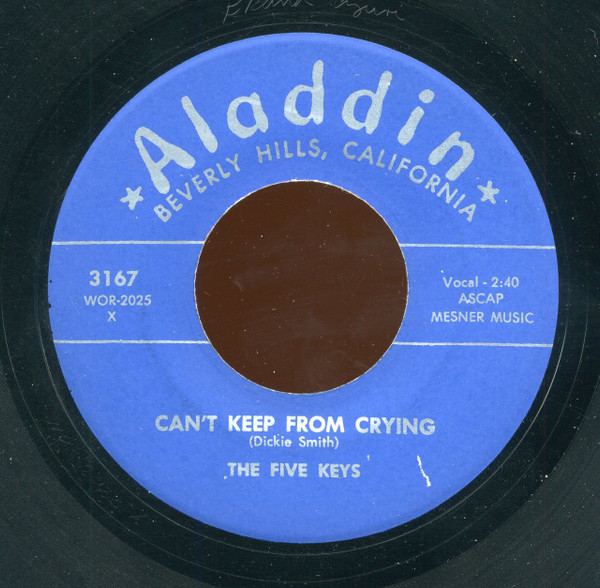 Aladdin
BEVERLY HILLS, CALIFORNIA
3167
WOR-2025
X
Vocal - 2:40
ASCAP
MESNER MUSIC
CAN'T KEEP FROM CRYING
(Dickie Smith)
THE FIVE KEYS